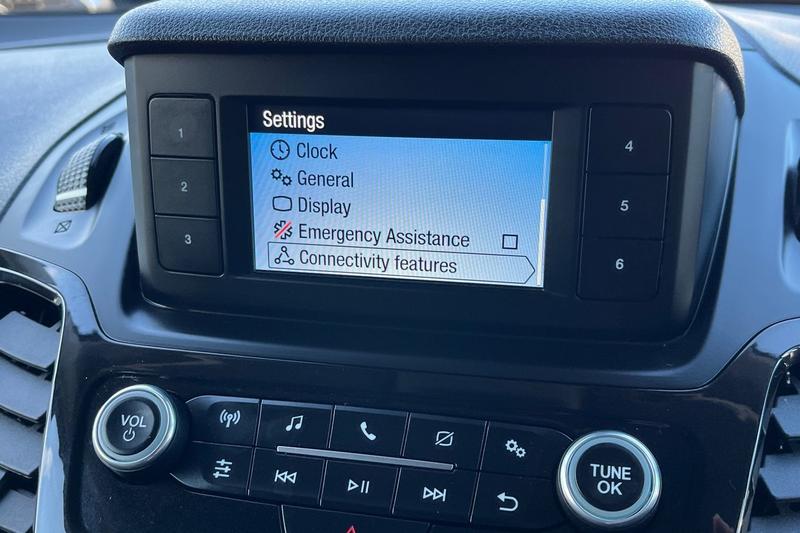 Settings
Clock
General
Display
Emergency Assistance
Connectivity features
1
2
3
4
5
6
VOL
TUNE
OK